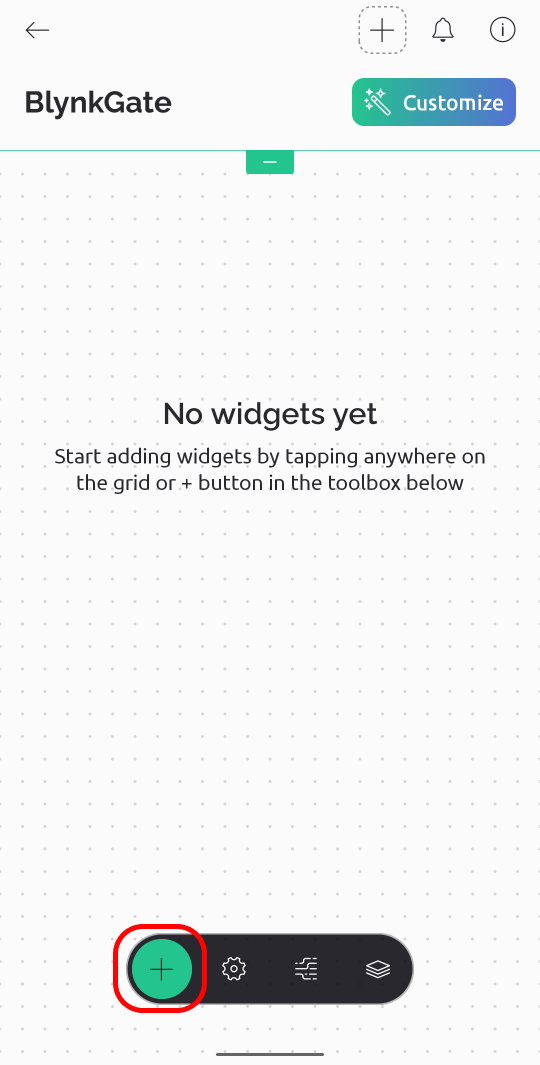 BlynkGate
Customize
No widgets yet
Start adding widgets by tapping anywhere on
the grid or + button in the toolbox below